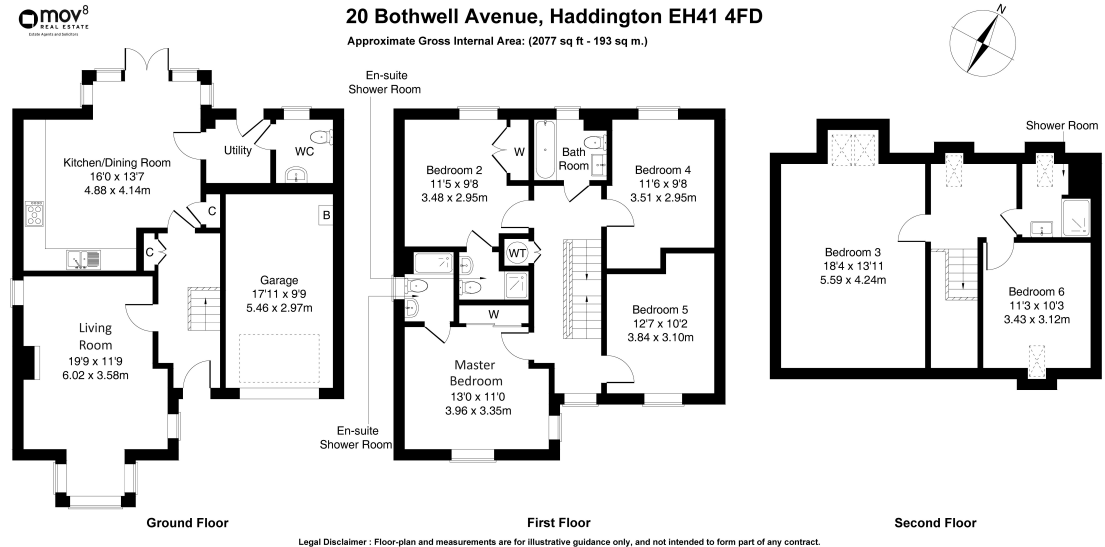 mov8
REAL ESTATE
Estate Agents and Solicitors
20 Bothwell Avenue, Haddington EH41 4FD
Approximate Gross Internal Area: (2077 sq ft - 193 sq m.)
N
Kitchen/Dining Room
16'0 x 13'7
4.88 x 4.14m
Utility
WC
C
C
B
Garage
17'11 x 9'9
5.46 x 2.97m
Living
Room
19'9 x 11'9
6.02 x 3.58m
Ground Floor
En-suite
Shower Room
Bedroom 2
11'5 x 9'8
3.48 x 2.95m
W
Bath
Room
Bedroom 4
11'6 x 9'8
3.51 x 2.95m
WT
W
Bedroom 5
12'7 x 10'2
3.84 x 3.10m
Master
Bedroom
13'0 x 11'0
3.96 x 3.35m
En-suite
Shower Room
First Floor
Shower Room
Bedroom 3
18'4 x 13'11
5.59 x 4.24m
Bedroom 6
11'3 x 10'3
3.43 x 3.12m
Second Floor
Legal Disclaimer : Floor-plan and measurements are for illustrative guidance only, and not intended to form part of any contract.